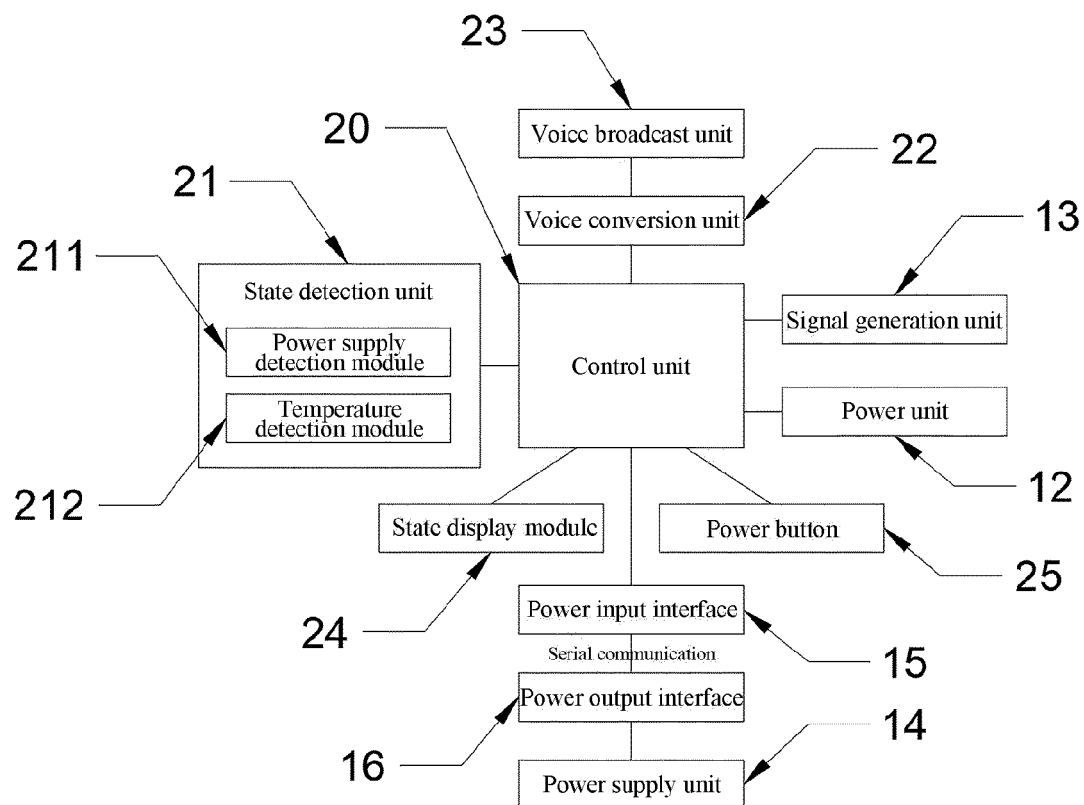 23
Voice broadcast unit
20
22
21
Voice conversion unit
13
211
State detection unit
Signal generation unit
Power supply
detection module
Control unit
Temperature
detection module
Power unit
212
12
State display module
Power button
25
24
Power input interface
Serial communication
15
Power output interface
16
14
Power supply unit